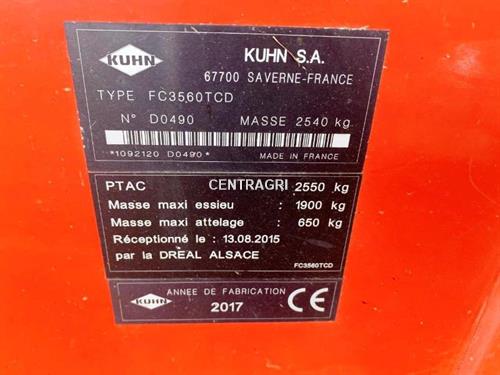 KUHN
KUHN S.A.
67700 SAVERNE-FRANCE
TYPE FC3560TCD
N° D0490 MASSE 2540 kg
*1092120 D0490* MADE IN FRANCE
PTAC CENTRAGRI 2550 kg
Masse maxi essieu : 1900 kg
Masse maxi attelage : 650 kg
Réceptionné le : 13.08.2015
par la DREAL ALSACE
FC3560TCD
KUHN ANNEE DE FABRICATION
2017 CE